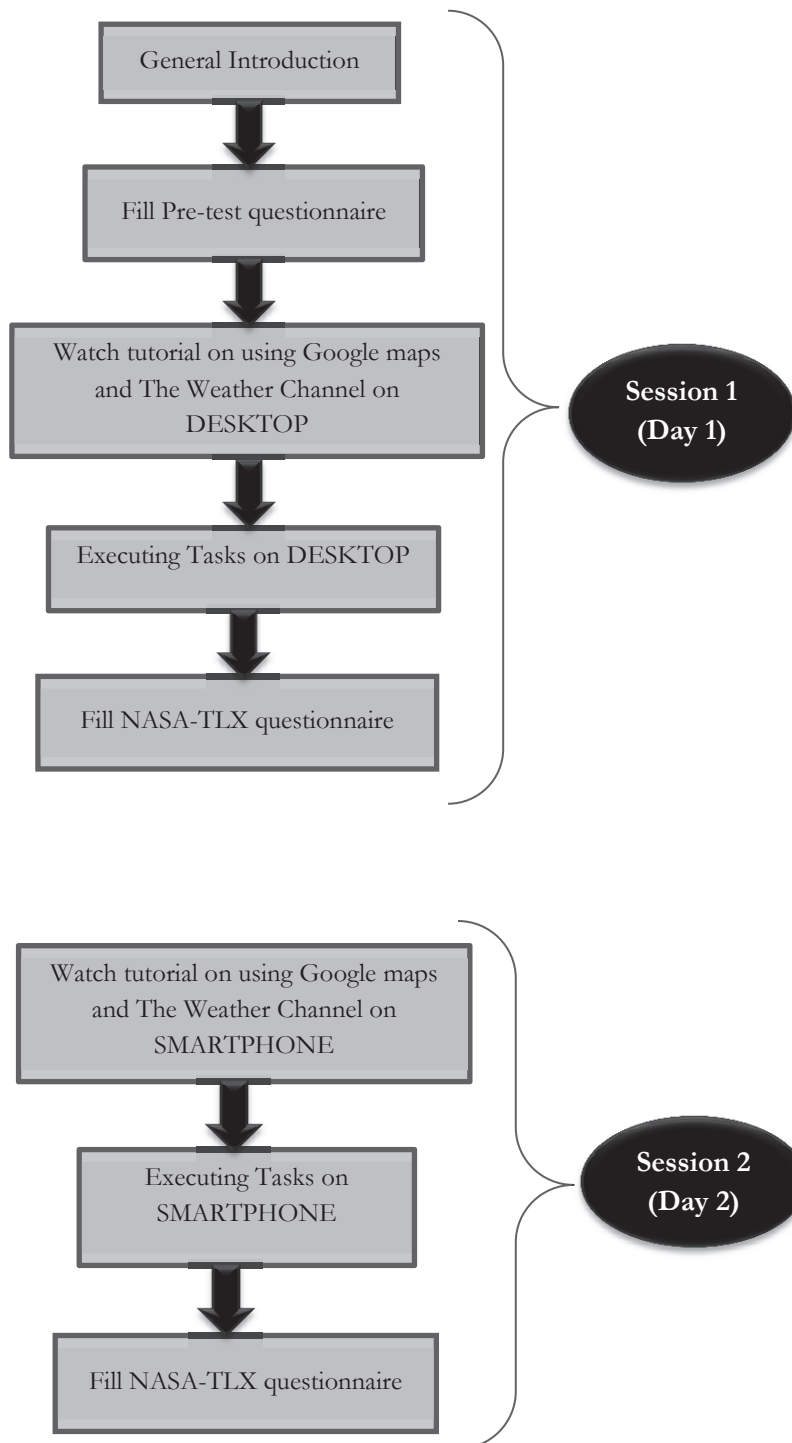 General Introduction
Fill Pre-test questionnaire
Watch tutorial on using Google maps
and The Weather Channel on
DESKTOP
Executing Tasks on DESKTOP
Fill NASA-TLX questionnaire
Session 1
(Day 1)
Watch tutorial on using Google maps
and The Weather Channel on
SMARTPHONE
Executing Tasks on
SMARTPHONE
Fill NASA-TLX questionnaire
Session 2
(Day 2)